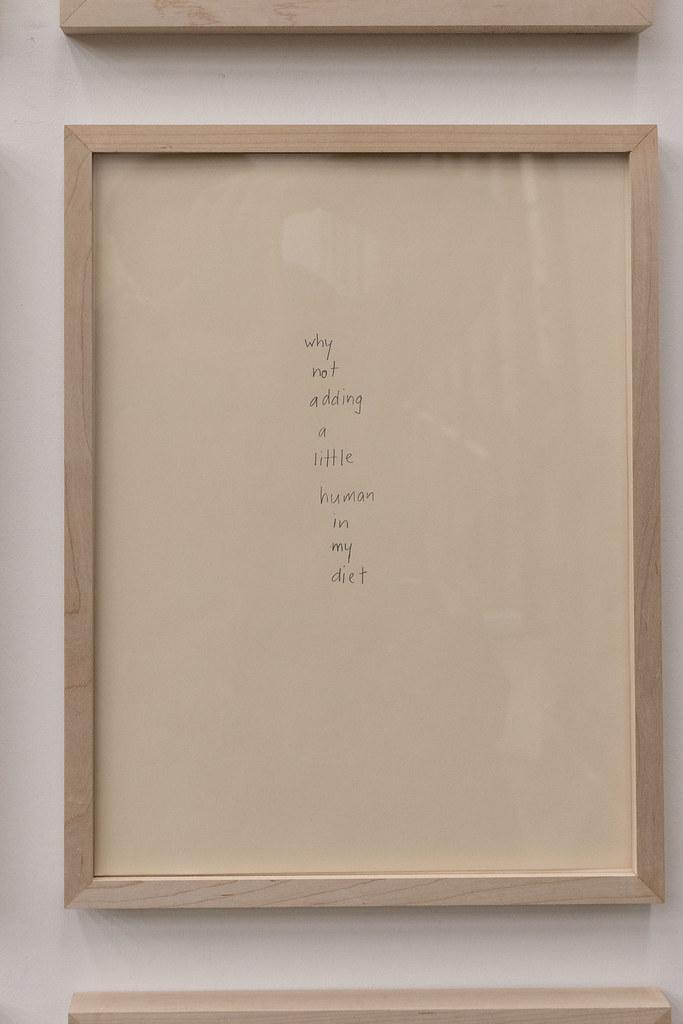 why
not
adding
a
little
human
in
my
diet